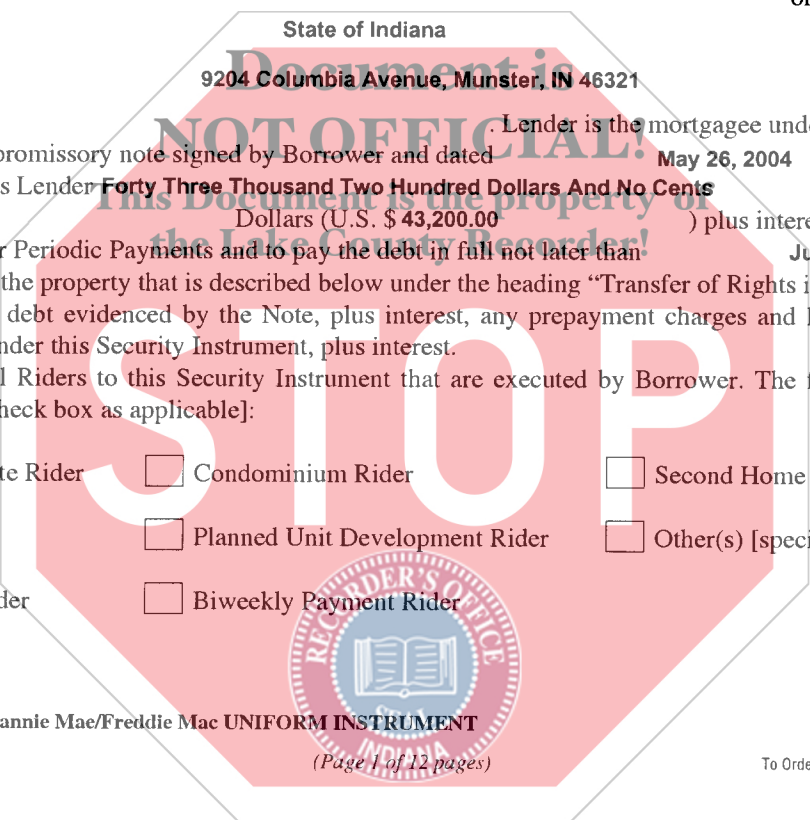 State of Indiana
Document is
9204 Columbia Avenue, Munster, IN 46321
NOT OFFICIAL!
. Lender is the mortgagee und
promissory note signed by Borrower and dated May 26, 2004
s Lender Forty Three Thousand Two Hundred Dollars And No Cents
This Document is the property of
Dollars (U.S. $ 43,200.00 ) plus intere
the Lake County Recorder!
r Periodic Payments and to pay the debt in full not later than Ju
the property that is described below under the heading “Transfer of Rights i
debt evidenced by the Note, plus interest, any prepayment charges and l
nder this Security Instrument, plus interest.
l Riders to this Security Instrument that are executed by Borrower. The f
heck box as applicable]:
STOP
te Rider Condominium Rider Second Home
Planned Unit Development Rider Other(s) [speci
der Biweekly Payment Rider
RECORDER'S OFFICE
SEAL
INDIANA
annie Mae/Freddie Mac UNIFORM INSTRUMENT
(Page 1 of 12 pages)
To Orde